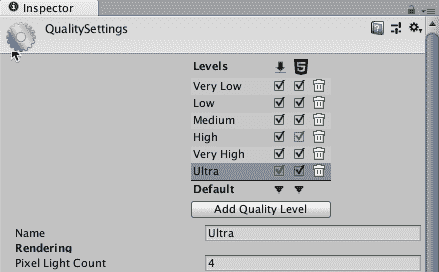 Inspector
QualitySettings
Levels
Very Low
Low
Medium
High
Very High
Ultra
Default
Add Quality Level
Name Ultra
Rendering
Pixel Light Count 4